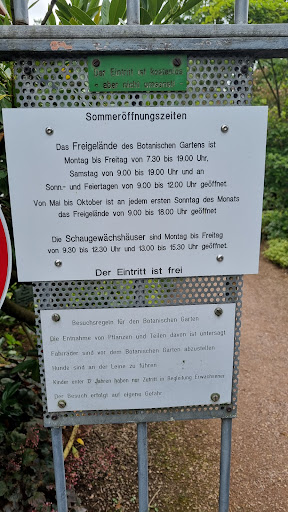 Der Eintritt ist kostenlos
- aber nicht umsonst -
Sommeröffnungszeiten
Das Freigelände des Botanischen Gartens ist
Montag bis Freitag von 7.30 bis 19.00 Uhr,
Samstag von 9.00 bis 19.00 Uhr und an
Sonn- und Feiertagen von 9.00 bis 12.00 Uhr geöffnet.
Von Mai bis Oktober ist an jedem ersten Sonntag des Monats
das Freigelände von 9.00 bis 18.00 Uhr geöffnet
Die Schaugewächshäuser sind Montag bis Freitag
von 9.30 bis 12.30 Uhr und 13.00 bis 15.30 Uhr geöffnet.
Der Eintritt ist frei
Besuchsregeln für den Botanischen Garten
Die Entnahme von Pflanzen und Teilen davon ist untersagt
Fahrräder sind vor dem Botanischen Garten abzustellen.
Hunde sind an der Leine zu führen
Kinder unter 12 Jahren haben nur Zutritt in Begleitung Erwachsener
Der Besuch erfolgt auf eigene Gefahr